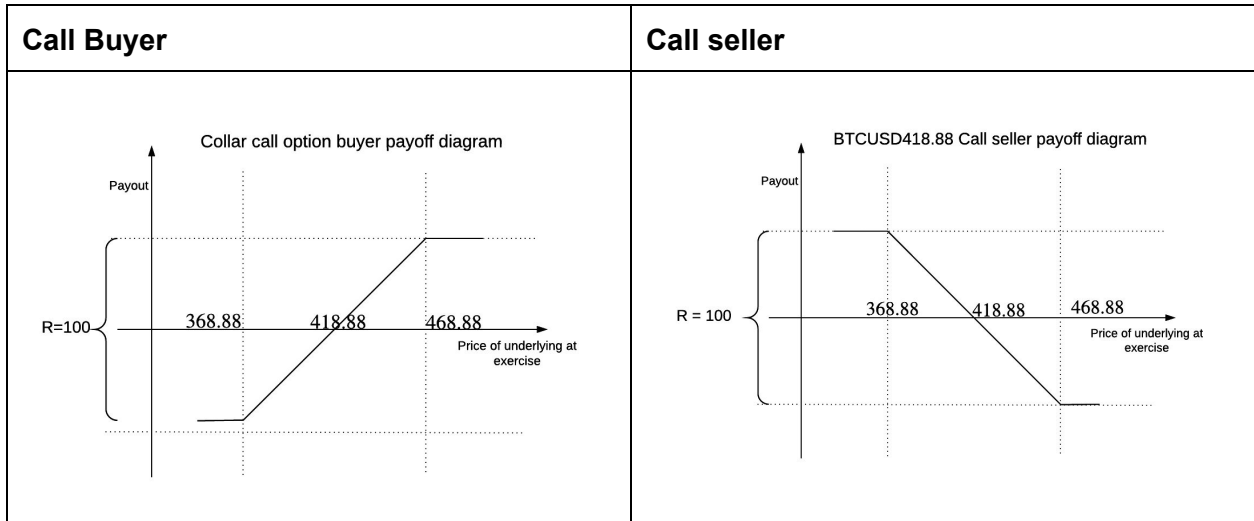 Call Buyer
Call seller
Collar call option buyer payoff diagram
Payout
R=100
368.88
418.88
468.88
Price of underlying at
exercise
BTCUSD418.88 Call seller payoff diagram
Payout
R = 100
368.88
418.88
468.88
Price of underlying at
exercise